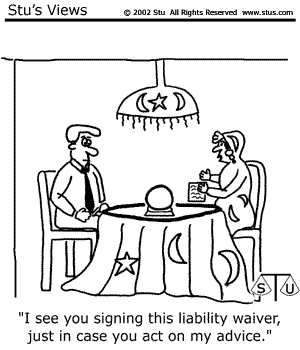 Stu's Views
© 2002 Stu All Rights Reserved www.stus.com
S U
"I see you signing this liability waiver,
just in case you act on my advice."